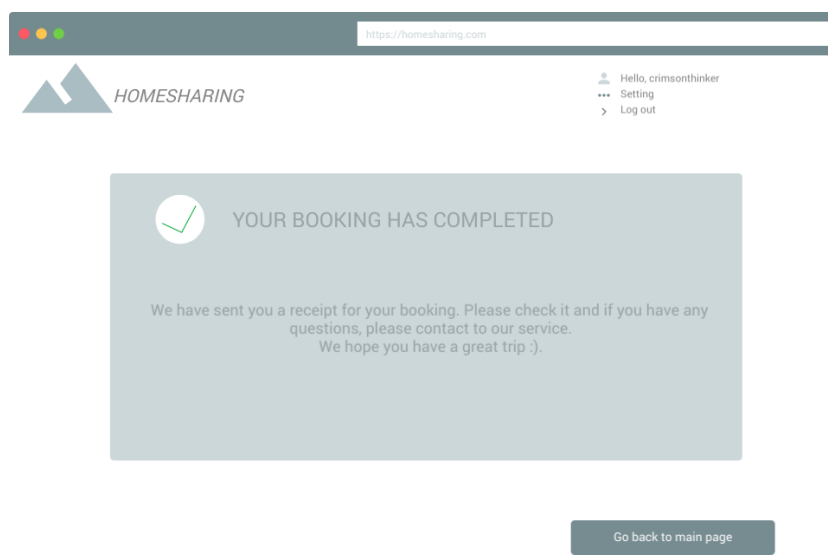 https://homesharing.com
HOMESHARING
Hello, crimsonthinker
Setting
Log out
YOUR BOOKING HAS COMPLETED
We have sent you a receipt for your booking. Please check it and if you have any
questions, please contact to our service.
We hope you have a great trip :).
Go back to main page